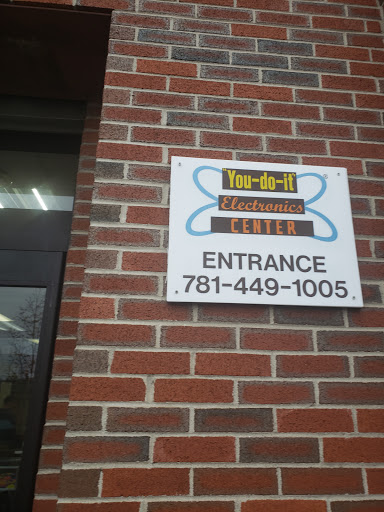 "You-do-it"
Electronics
CENTER
ENTRANCE
781-449-1005